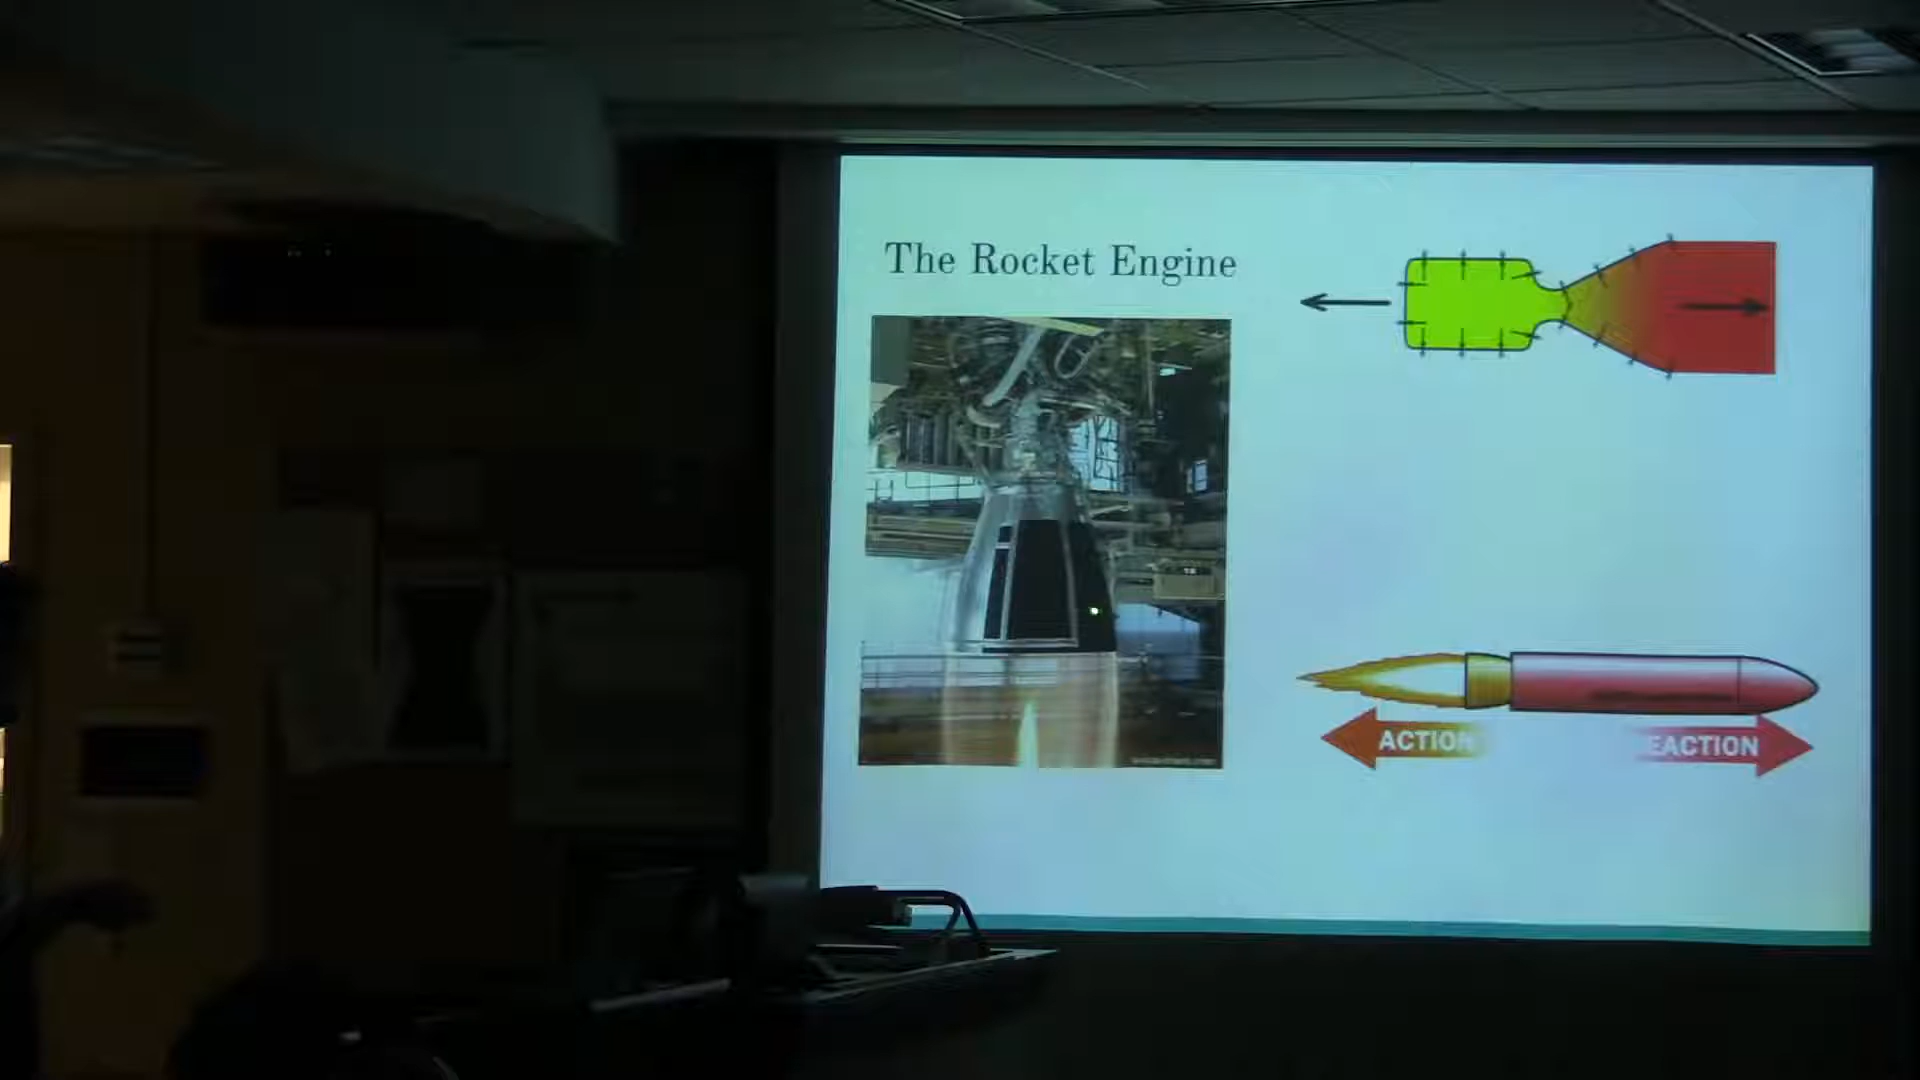 The Rocket Engine
ACTION
EACTION